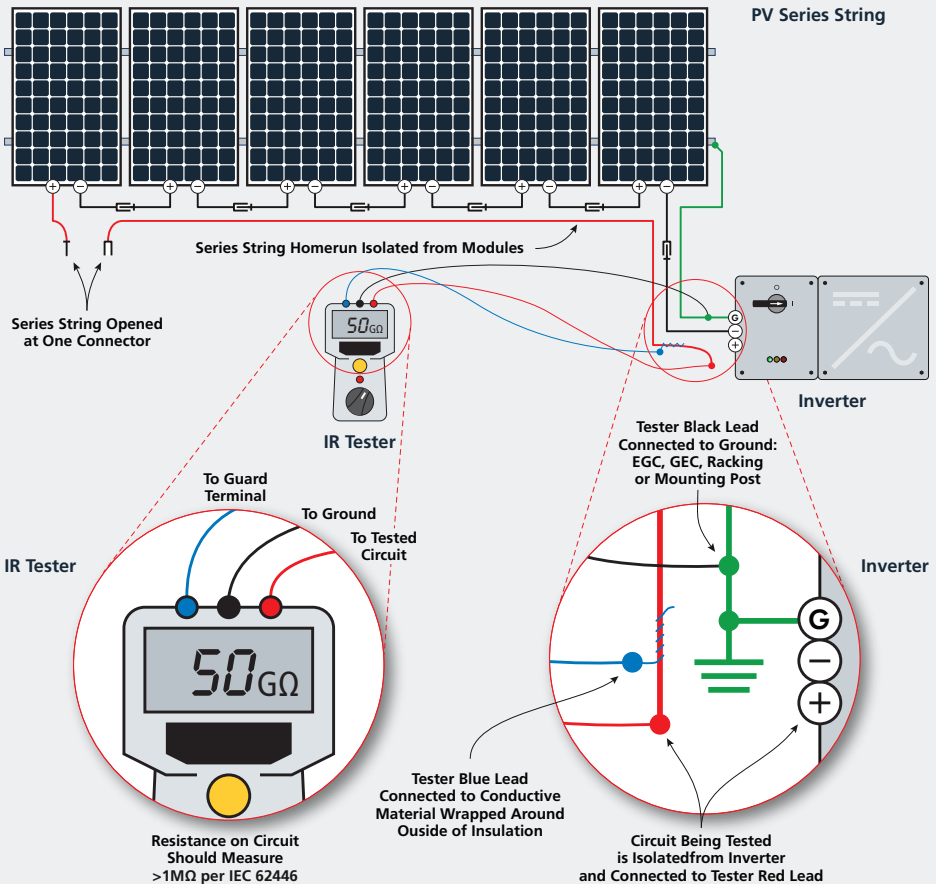 PV Series String
+ − + − + − + − + − + −
Series String Homerun Isolated from Modules
Series String Opened
at One Connector
50GΩ
IR Tester
G
−
+
O
I
Inverter
Tester Black Lead
Connected to Ground:
EGC, GEC, Racking
or Mounting Post
To Guard
Terminal
To Ground
To Tested
Circuit
IR Tester
Inverter
50GΩ
G
−
+
Tester Blue Lead
Connected to Conductive
Material Wrapped Around
Ouside of Insulation
Resistance on Circuit
Should Measure
>1MΩ per IEC 62446
Circuit Being Tested
is Isolatedfrom Inverter
and Connected to Tester Red Lead